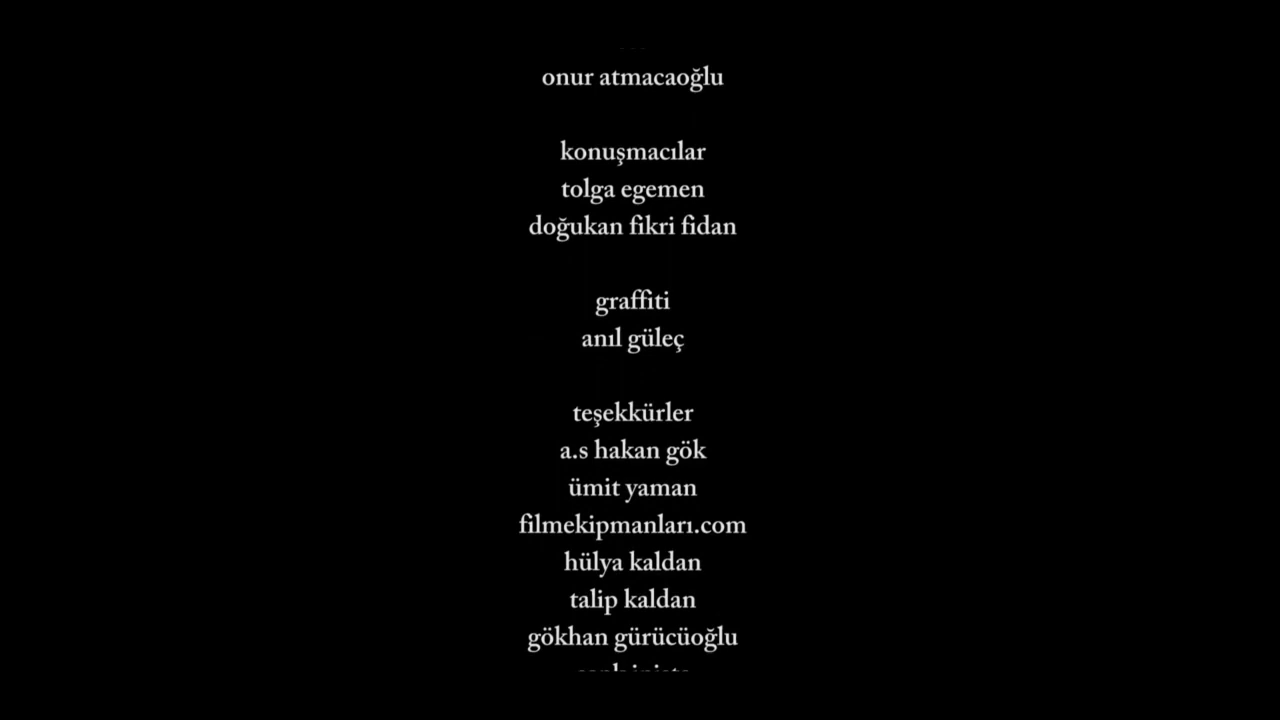 onur atmacaoğlu
konuşmacılar
tolga egemen
doğukan fikri fidan
graffiti
anıl güleç
teşekkürler
a.s hakan gök
ümit yaman
filmekipmanları.com
hülya kaldan
talip kaldan
gökhan gürücüoğlu